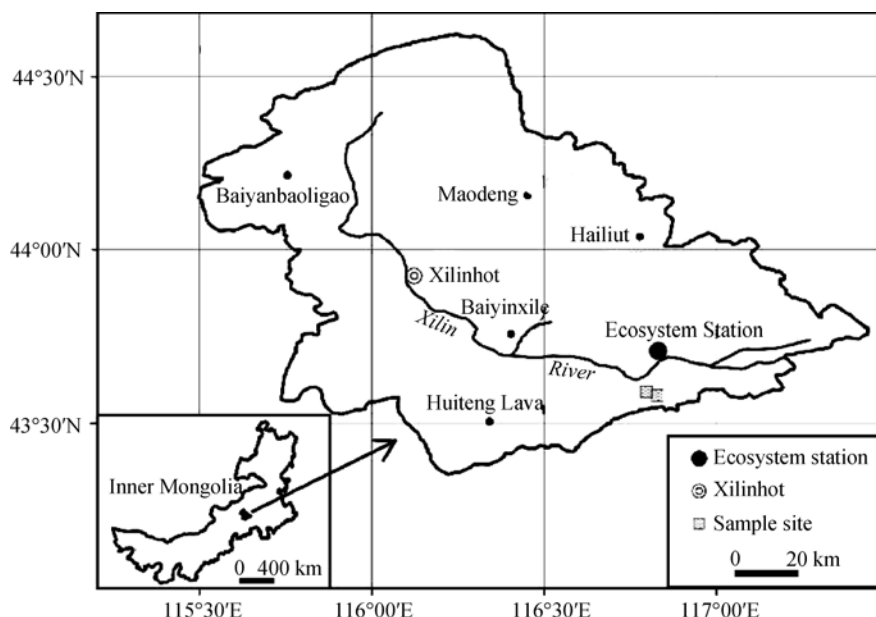 44°30′N
Baiyanbaoligao
Maodeng
Hailiut
44°00′N
Xilinhot
Baiyinxile
Xilin
Ecosystem Station
River
Huiteng Lava
43°30′N
Inner Mongolia
0 400 km
Ecosystem station
Xilinhot
Sample site
0 20 km
115°30′E
116°00′E
116°30′E
117°00′E